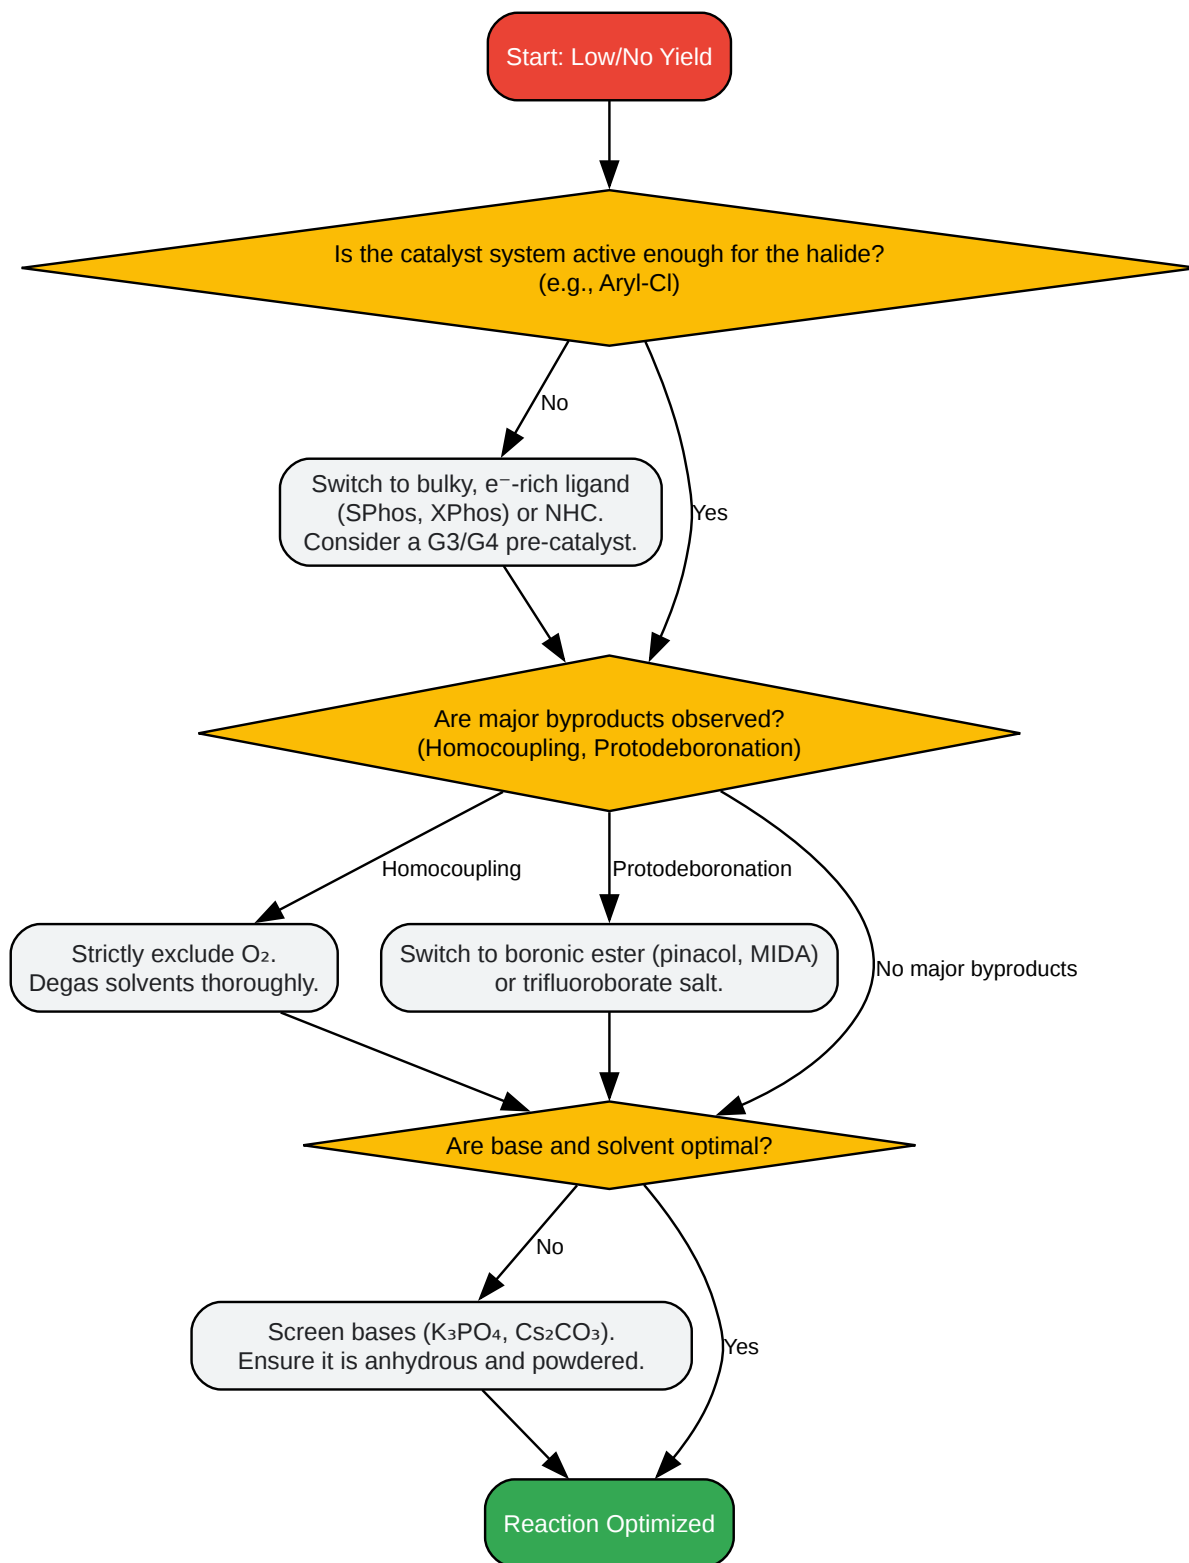 Start: Low/No Yield
Is the catalyst system active enough for the halide?
(e.g., Aryl-Cl)
No
Switch to bulky, e⁻-rich ligand
(SPhos, XPhos) or NHC.
Consider a G3/G4 pre-catalyst.
Yes
Are major byproducts observed?
(Homocoupling, Protodeboronation)
Homocoupling
Protodeboronation
Strictly exclude O₂.
Degas solvents thoroughly.
Switch to boronic ester (pinacol, MIDA)
or trifluoroborate salt.
No major byproducts
Are base and solvent optimal?
No
Screen bases (K₃PO₄, Cs₂CO₃).
Ensure it is anhydrous and powdered.
Yes
Reaction Optimized